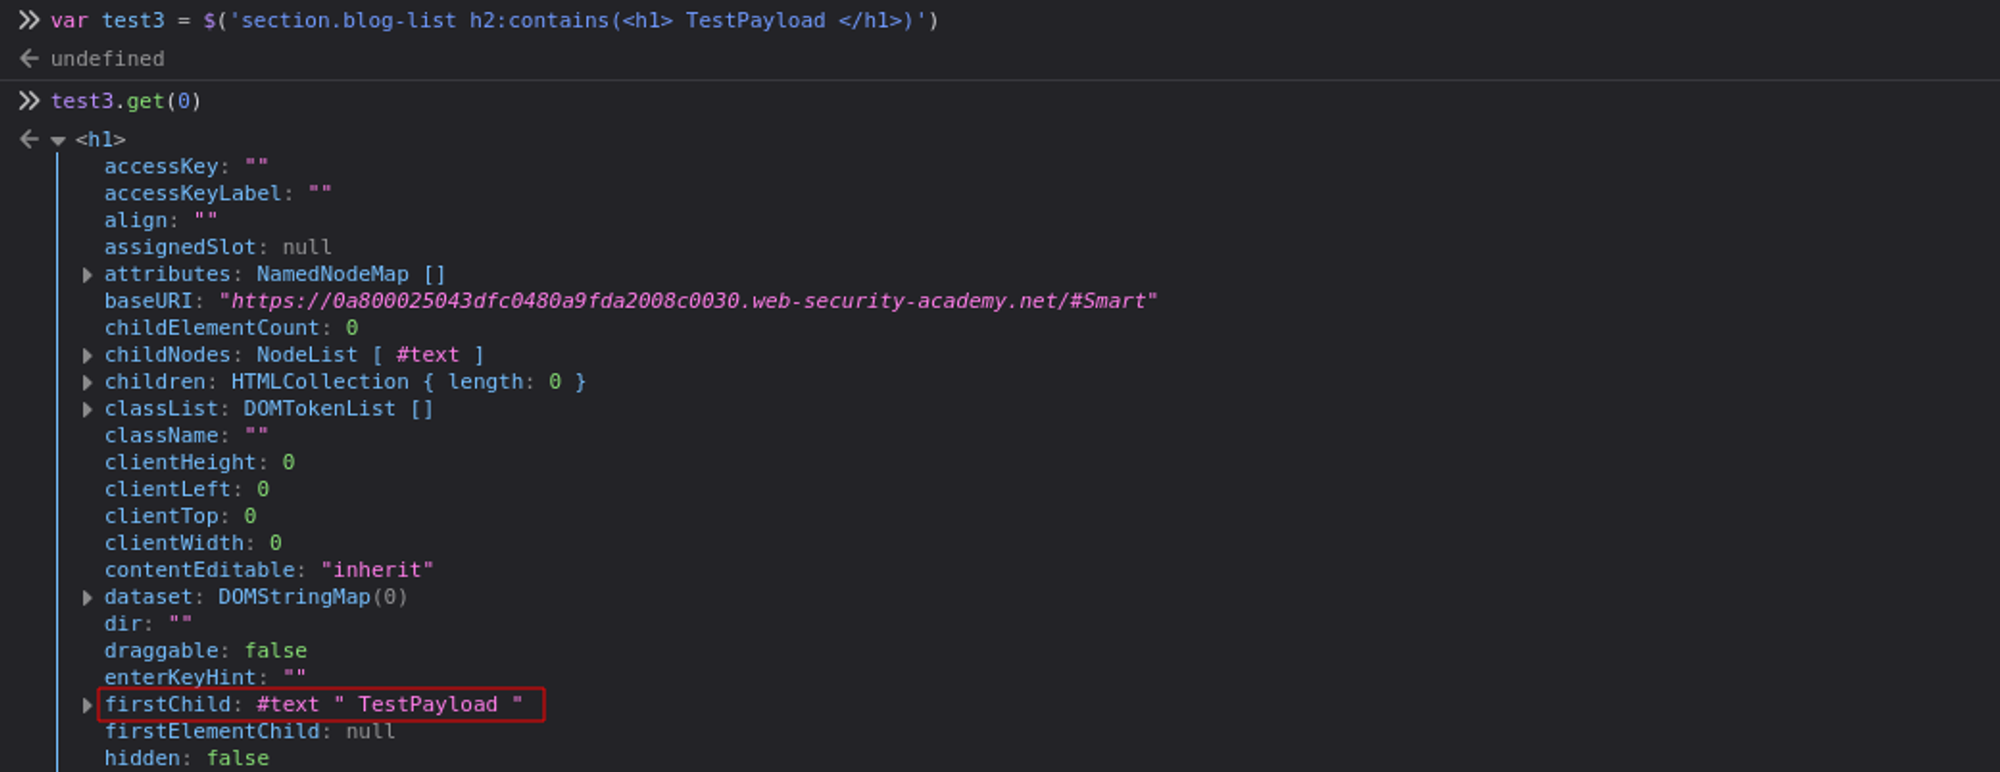 >> var test3 = $('section.blog-list h2:contains(<h1> TestPayload </h1>)')
← undefined
>> test3.get(0)
← ▼ <h1>
accessKey: ""
accessKeyLabel: ""
align: ""
assignedSlot: null
▶ attributes: NamedNodeMap []
baseURI: "https://0a800025043dfc0480a9fda2008c0030.web-security-academy.net/#Smart"
childElementCount: 0
▶ childNodes: NodeList [ #text ]
▶ children: HTMLCollection { length: 0 }
▶ classList: DOMTokenList []
className: ""
clientHeight: 0
clientLeft: 0
clientTop: 0
clientWidth: 0
contentEditable: "inherit"
▶ dataset: DOMStringMap(0)
dir: ""
draggable: false
enterKeyHint: ""
▶ firstChild: #text " TestPayload "
firstElementChild: null
hidden: false